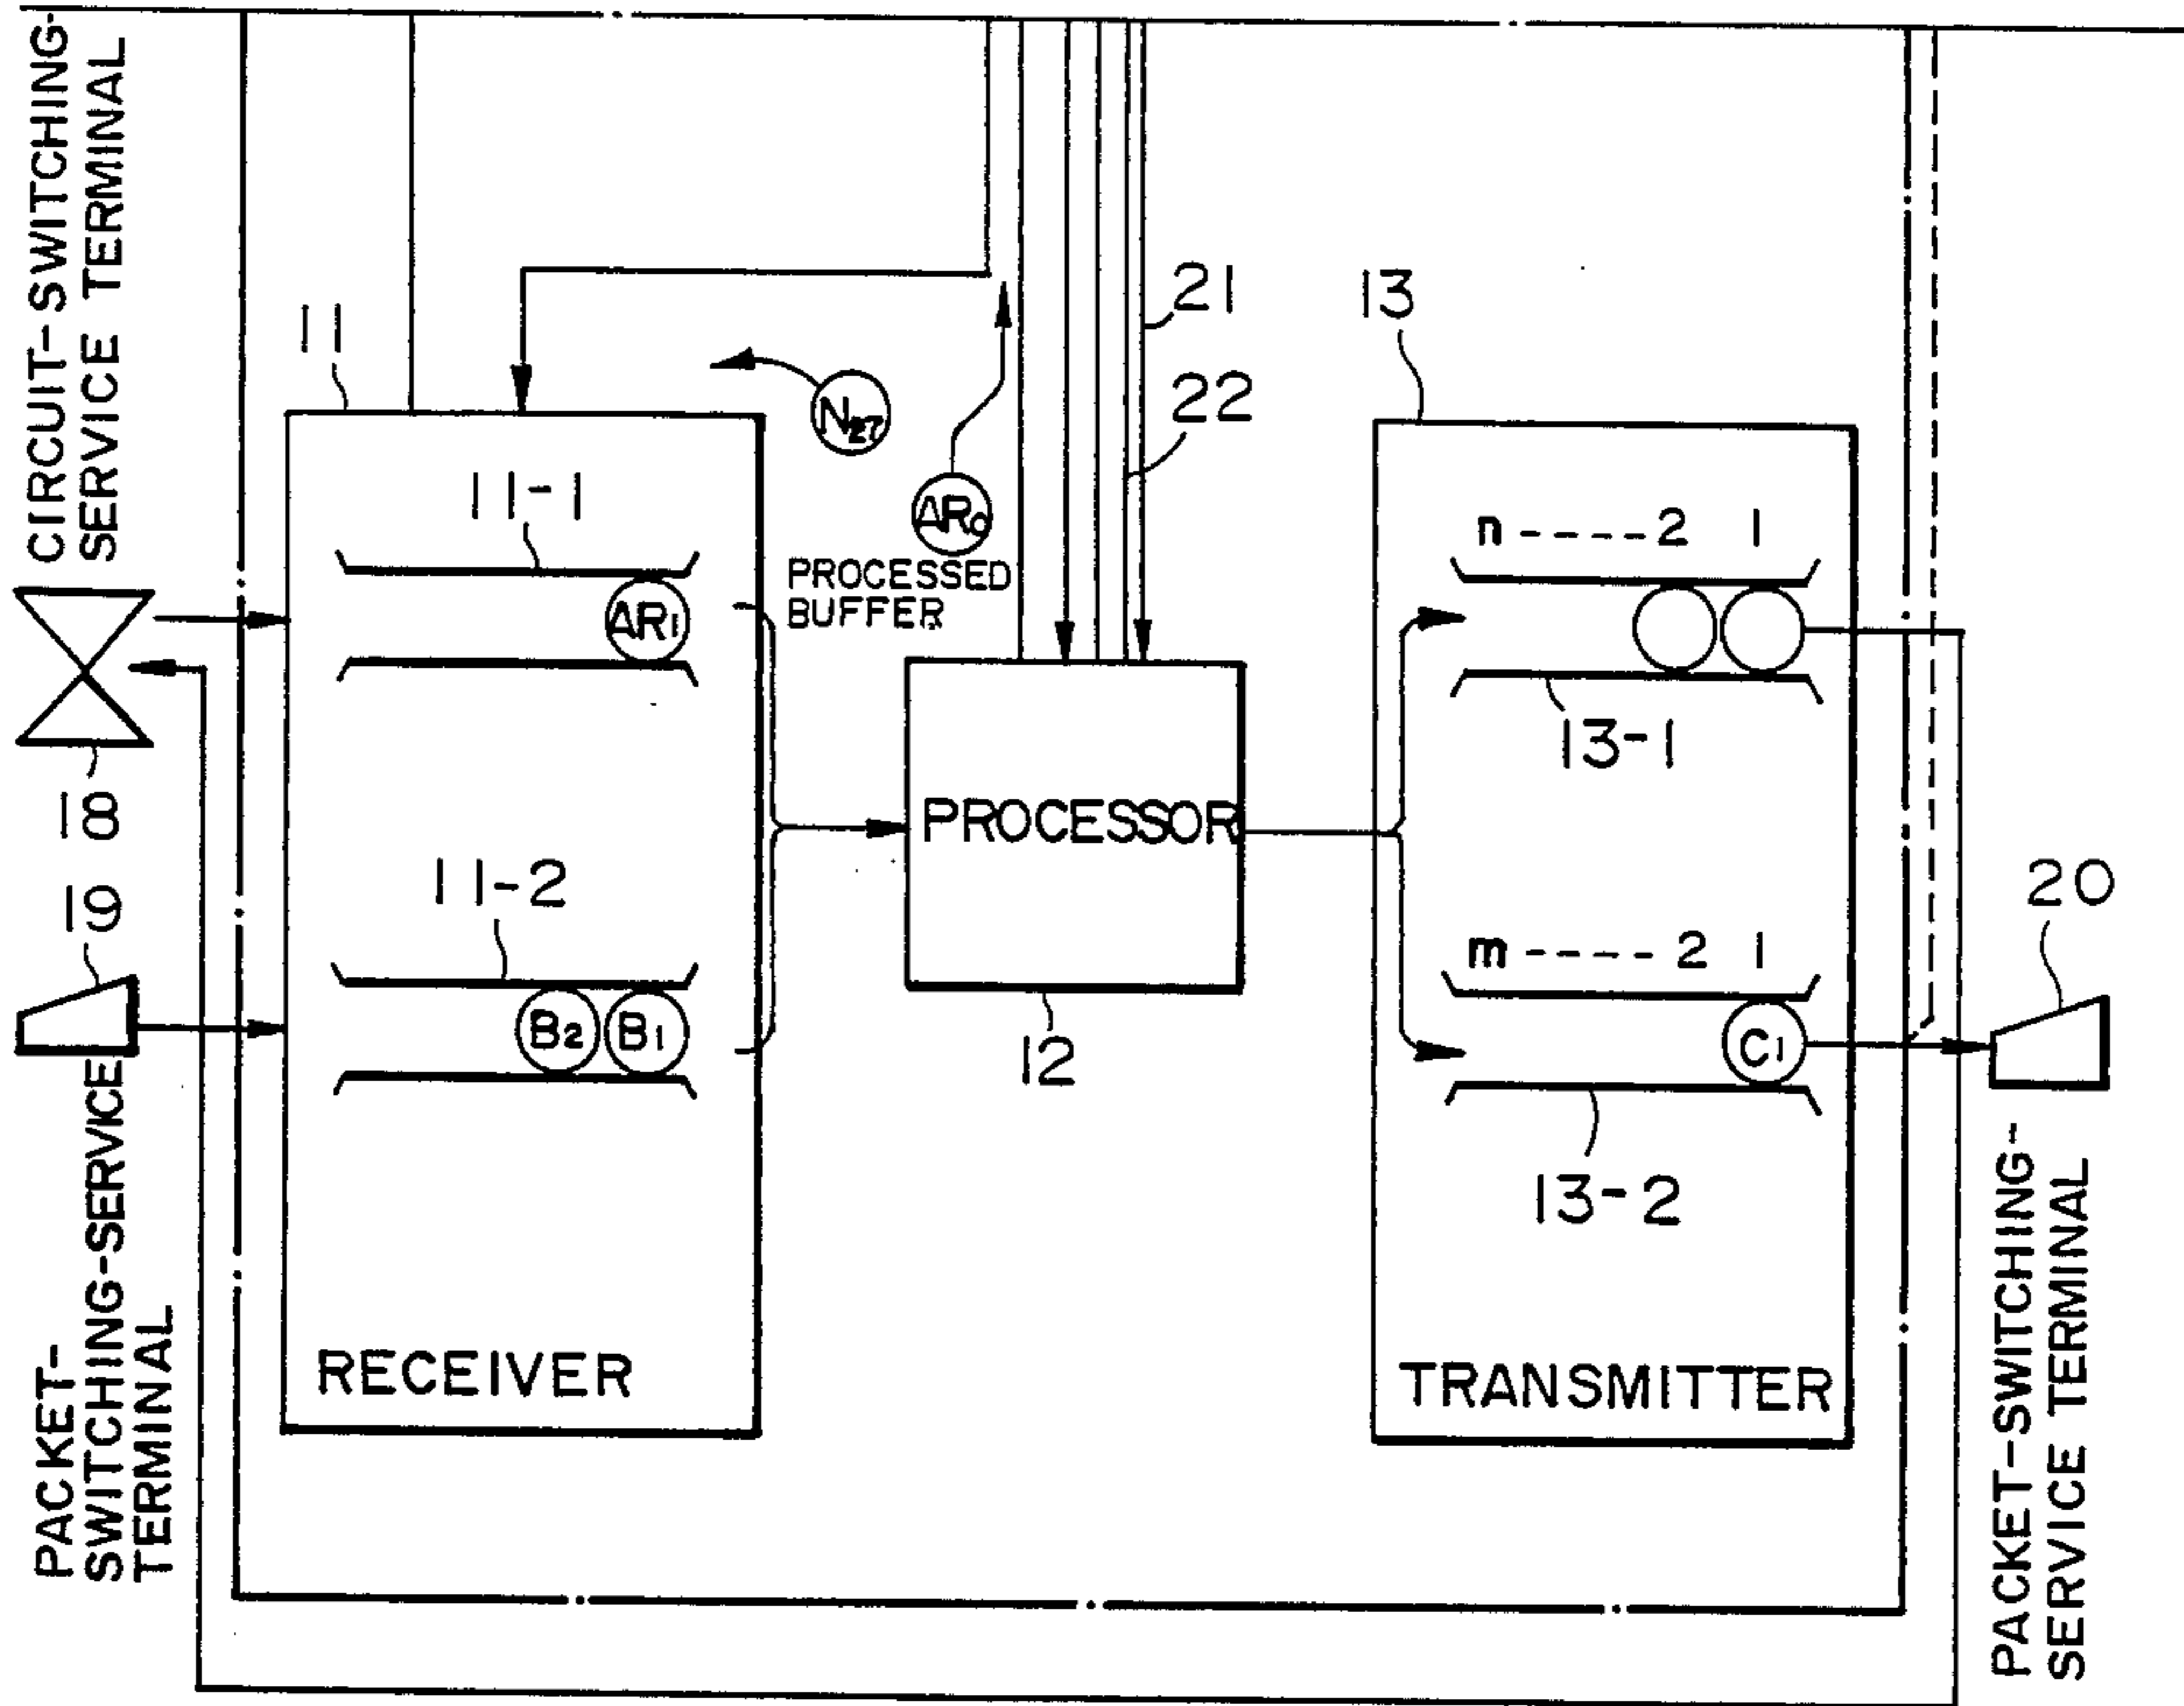 CIRCUIT-SWITCHING-
SERVICE TERMINAL
18
19
PACKET-
SWITCHING-SERVICE
TERMINAL
11
11-1
AR1
11-2
B2 B1
RECEIVER
N27
AR0
PROCESSED
BUFFER
21
22
PROCESSOR
12
13
n-----2 1
13-1
m-----2 1
C1
13-2
TRANSMITTER
20
PACKET-SWITCHING-
SERVICE TERMINAL